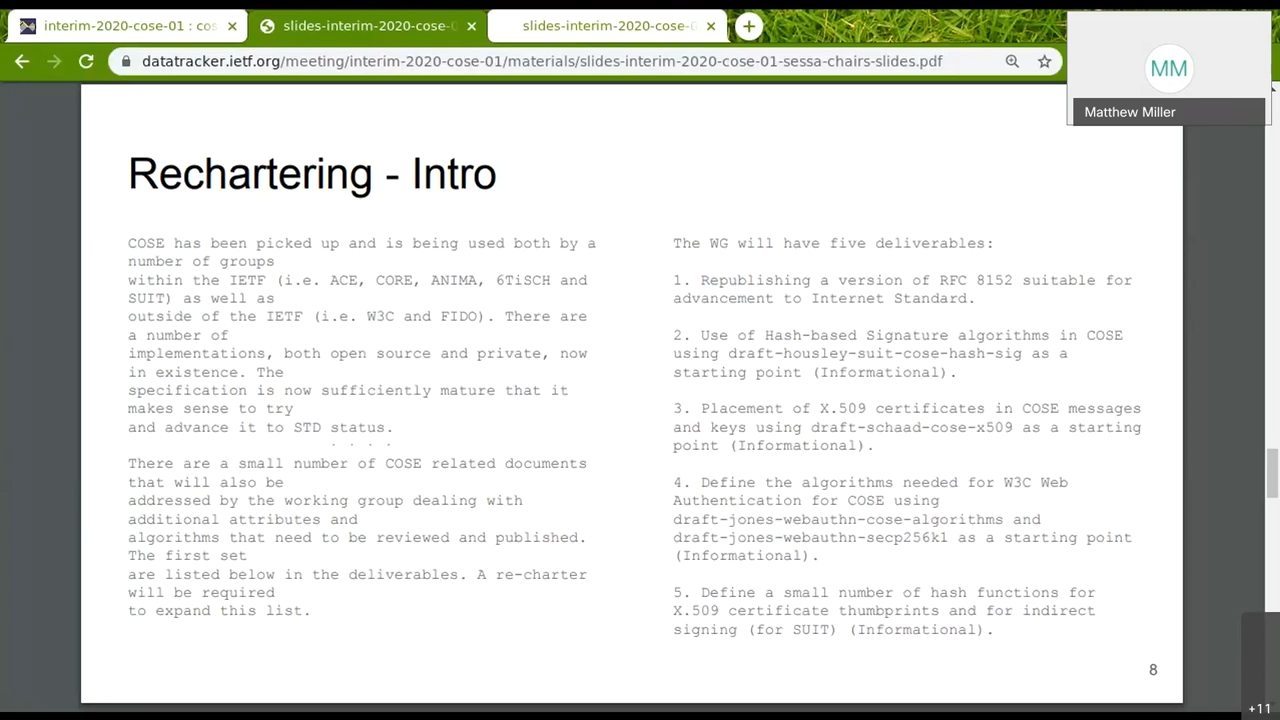 interim-2020-cose-01 : cos
slides-interim-2020-cose-0
slides-interim-2020-cose-0
datatracker.ietf.org/meeting/interim-2020-cose-01/materials/slides-interim-2020-cose-01-sessa-chairs-slides.pdf
MM
Matthew Miller
Rechartering - Intro
COSE has been picked up and is being used both by a
number of groups
within the IETF (i.e. ACE, CORE, ANIMA, 6TiSCH and
SUIT) as well as
outside of the IETF (i.e. W3C and FIDO). There are
a number of
implementations, both open source and private, now
in existence. The
specification is now sufficiently mature that it
makes sense to try
and advance it to STD status.
. . . .
There are a small number of COSE related documents
that will also be
addressed by the working group dealing with
additional attributes and
algorithms that need to be reviewed and published.
The first set
are listed below in the deliverables. A re-charter
will be required
to expand this list.
The WG will have five deliverables:
1. Republishing a version of RFC 8152 suitable for
advancement to Internet Standard.
2. Use of Hash-based Signature algorithms in COSE
using draft-housley-suit-cose-hash-sig as a
starting point (Informational).
3. Placement of X.509 certificates in COSE messages
and keys using draft-schaad-cose-x509 as a starting
point (Informational).
4. Define the algorithms needed for W3C Web
Authentication for COSE using
draft-jones-webauthn-cose-algorithms and
draft-jones-webauthn-secp256k1 as a starting point
(Informational).
5. Define a small number of hash functions for
X.509 certificate thumbprints and for indirect
signing (for SUIT) (Informational).
8
+11